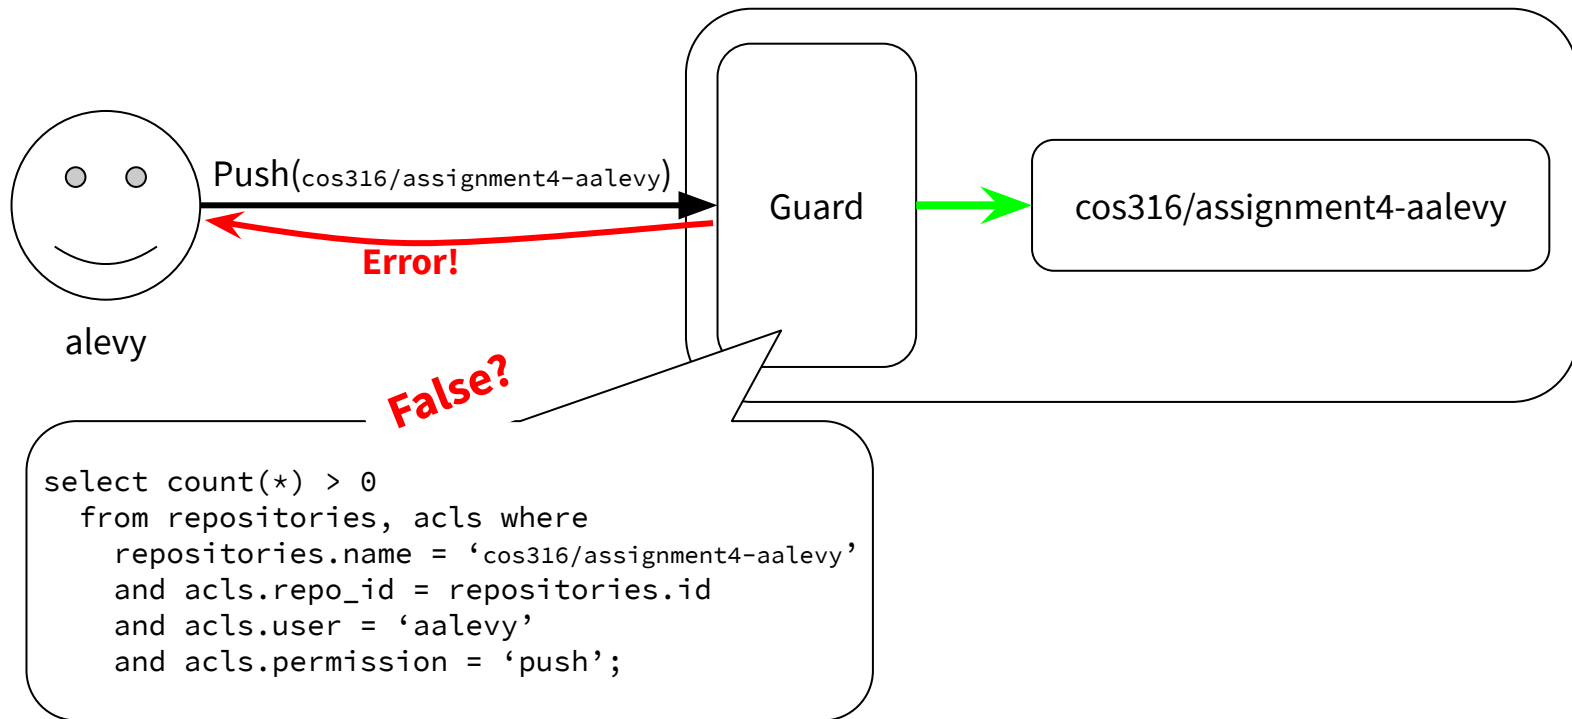 Push(cos316/assignment4-aalevy)
Guard
cos316/assignment4-aalevy
Error!
alevy
False?
select count(*) > 0
from repositories, acls where
repositories.name = ‘cos316/assignment4-aalevy’
and acls.repo_id = repositories.id
and acls.user = ‘aalevy’
and acls.permission = ‘push’;